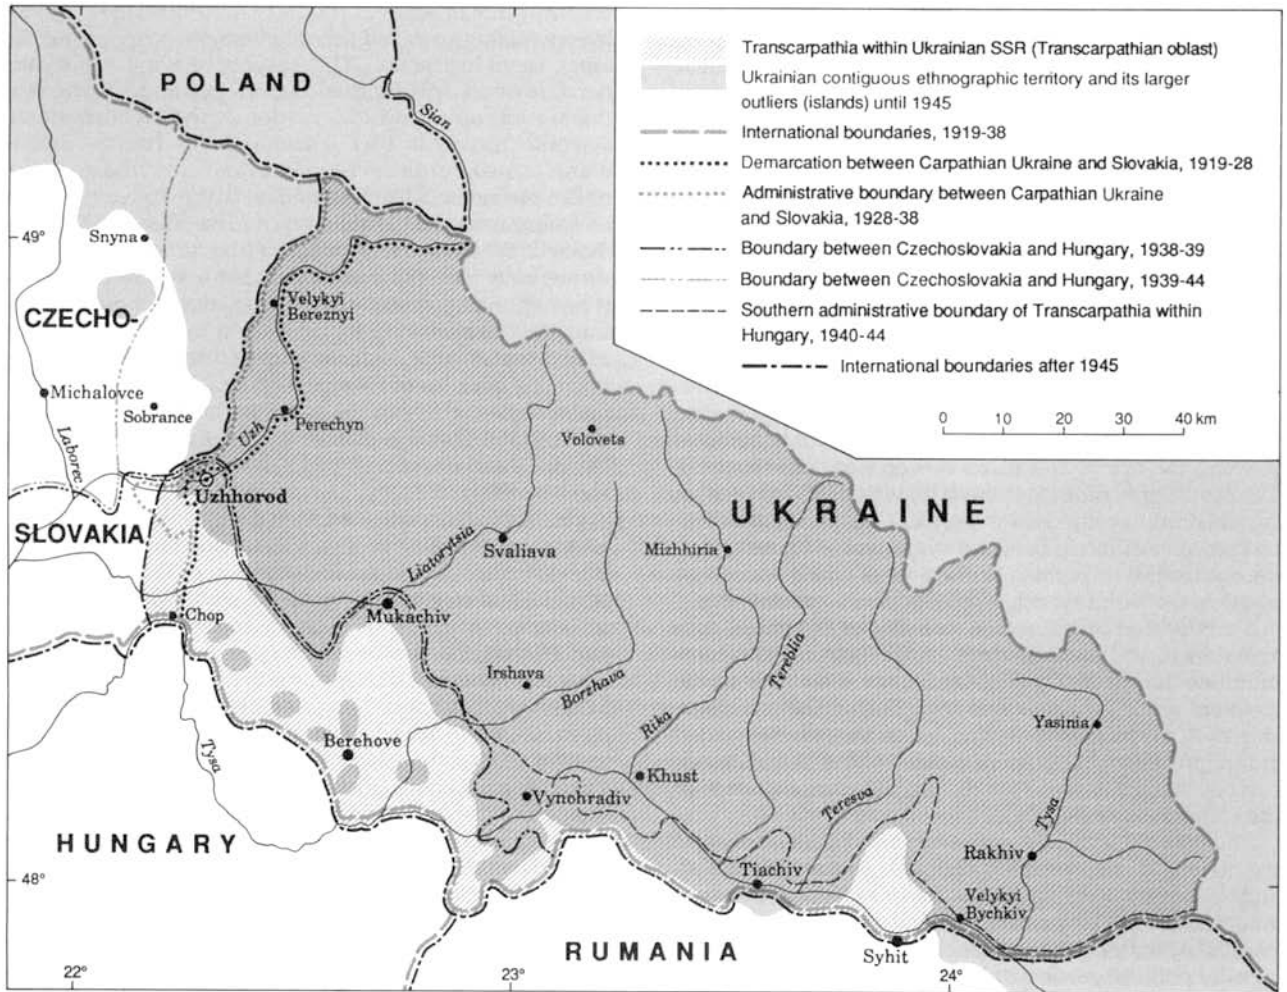 POLAND
Sian
Transcarpathia within Ukrainian SSR (Transcarpathian oblast)
Ukrainian contiguous ethnographic territory and its larger
outliers (islands) until 1945
International boundaries, 1919-38
Demarcation between Carpathian Ukraine and Slovakia, 1919-28
Administrative boundary between Carpathian Ukraine
and Slovakia, 1928-38
Boundary between Czechoslovakia and Hungary, 1938-39
Boundary between Czechoslovakia and Hungary, 1939-44
Southern administrative boundary of Transcarpathia within
Hungary, 1940-44
International boundaries after 1945
0 10 20 30 40 km
49°
Snyna
Velykyi
Bereznyi
CZECHO-
Michalovce
Sobrance
Laborec
Uzh
Perechyn
Volovets
Uzhhorod
SLOVAKIA
UKRAINE
Svaliava
Liatorytsia
Mizhhiria
Chop
Mukachiv
Irshava
Borzhava
Rika
Tereblia
Yasinia
Tysa
Berehove
Khust
Vynohradiv
Teresva
Tysa
HUNGARY
Rakhiv
48°
Tiachiv
Velykyi
Bychkiv
RUMANIA
Syhit
22°
23°
24°